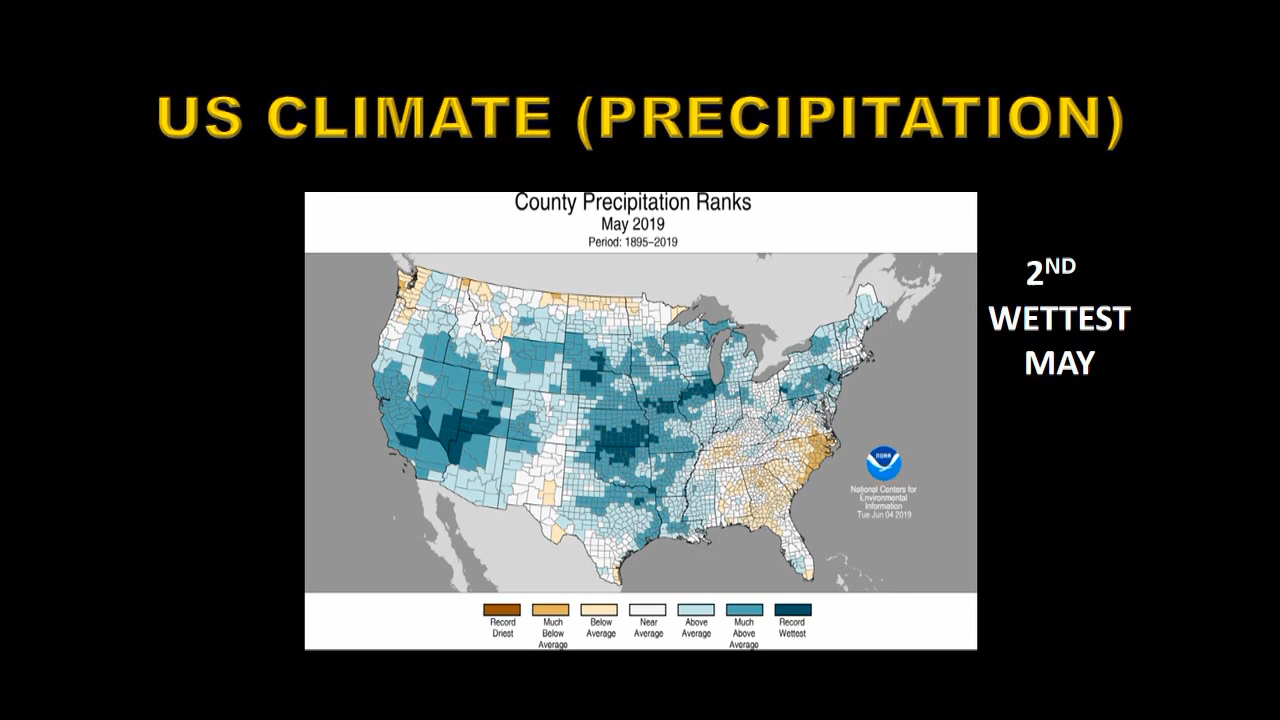 US CLIMATE (PRECIPITATION)
County Precipitation Ranks
May 2019
Period: 1895–2019
2ND
WETTEST
MAY
NOAA
National Centers for
Environmental
Information
Tue Jun 04 2019
Record
Driest
Much
Below
Average
Below
Average
Near
Average
Above
Average
Much
Above
Average
Record
Wettest